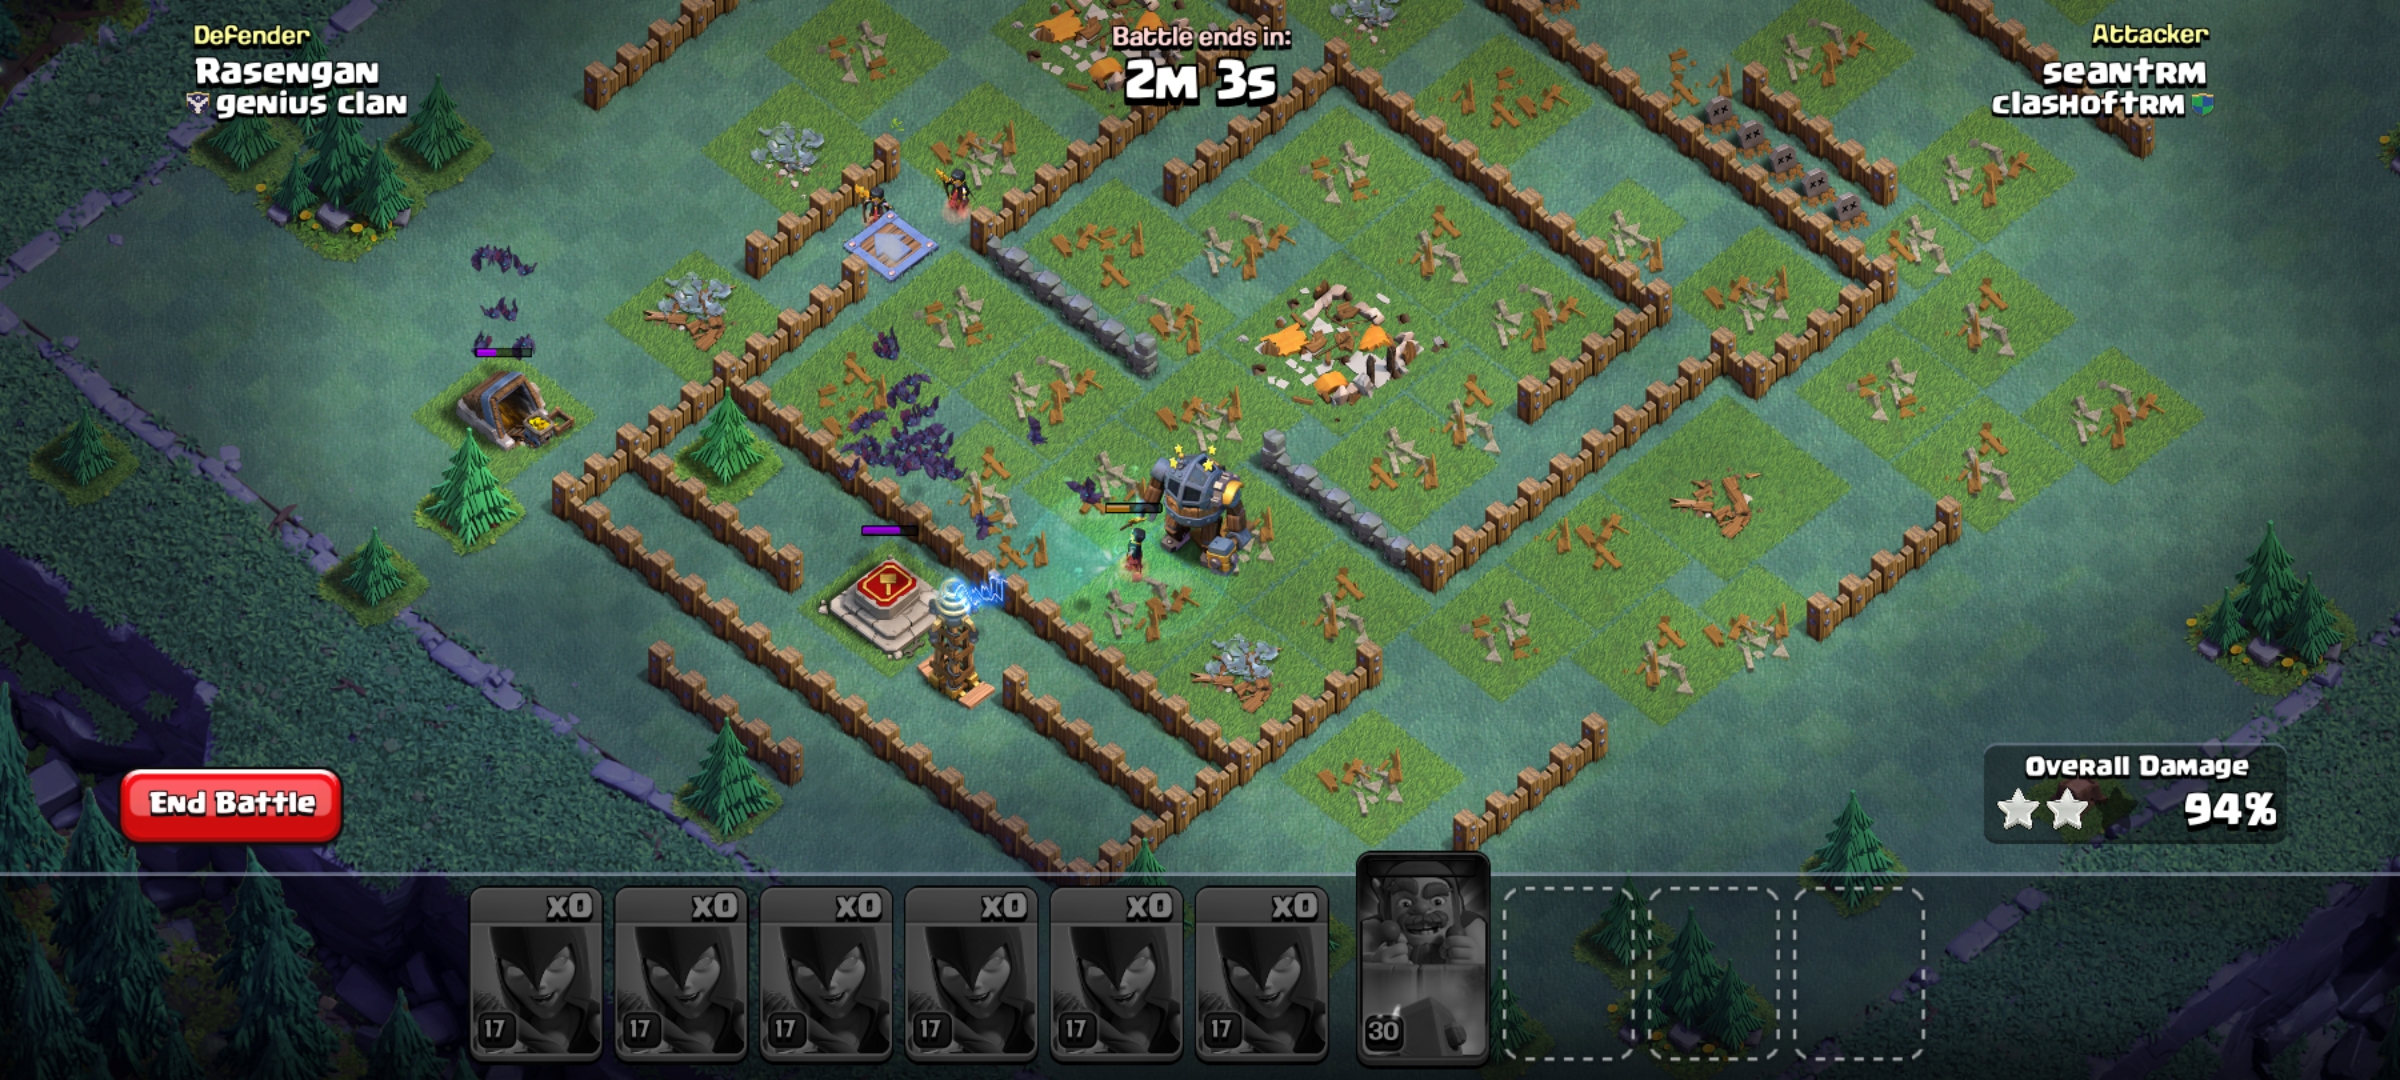 Defender
Rasengan
genius clan
Battle ends in:
2M 3s
Attacker
seantrm
clashoftrm
End Battle
Overall Damage
94%
x0
x0
x0
x0
x0
x0
17
17
17
17
17
17
30